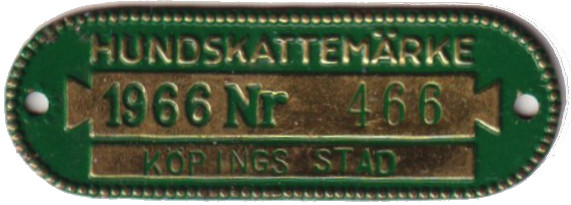 HUNDSKATTEMÄRKE
1966 Nr 466
KÖPINGS STAD